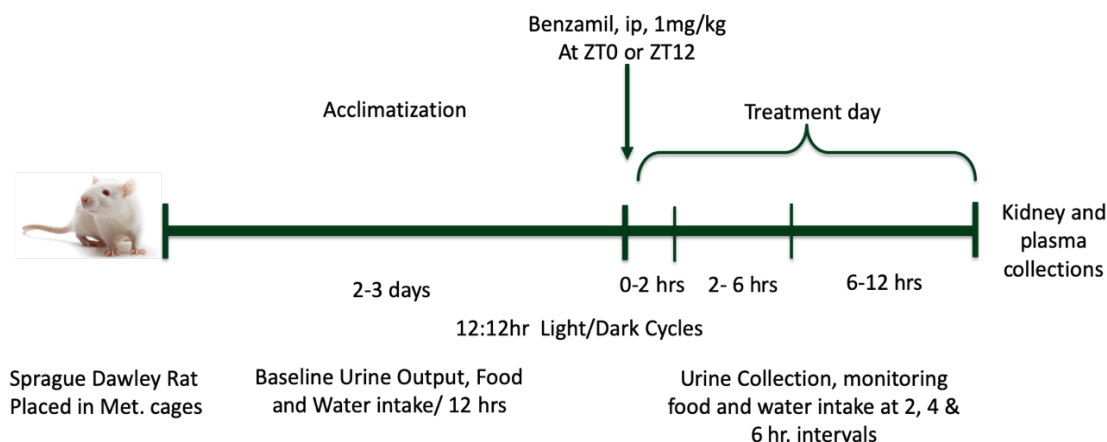 Benzamil, ip, 1mg/kg
At ZT0 or ZT12
Acclimatization
Treatment day
Kidney and
plasma
collections
2-3 days
0-2 hrs
2- 6 hrs
6-12 hrs
12:12hr  Light/Dark Cycles
Sprague Dawley Rat
Placed in Met. cages
Baseline Urine Output, Food
and Water intake/ 12 hrs
Urine Collection, monitoring
food and water intake at 2, 4 &
6 hr. intervals